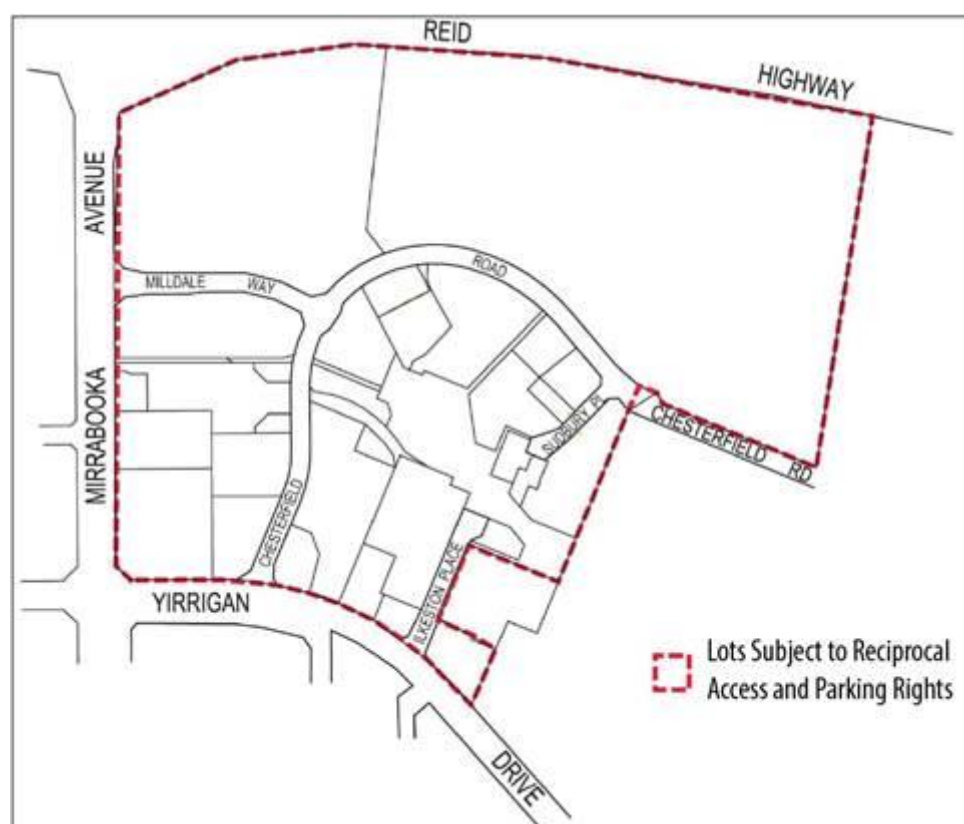 REID
HIGHWAY
AVENUE
MIRRABOOKA
MILLDALE WAY
ROAD
SUDBURY PL
CHESTERFIELD RD
CHESTERFIELD
ILKESTON PLACE
YIRRIGAN
DRIVE
Lots Subject to Reciprocal
Access and Parking Rights